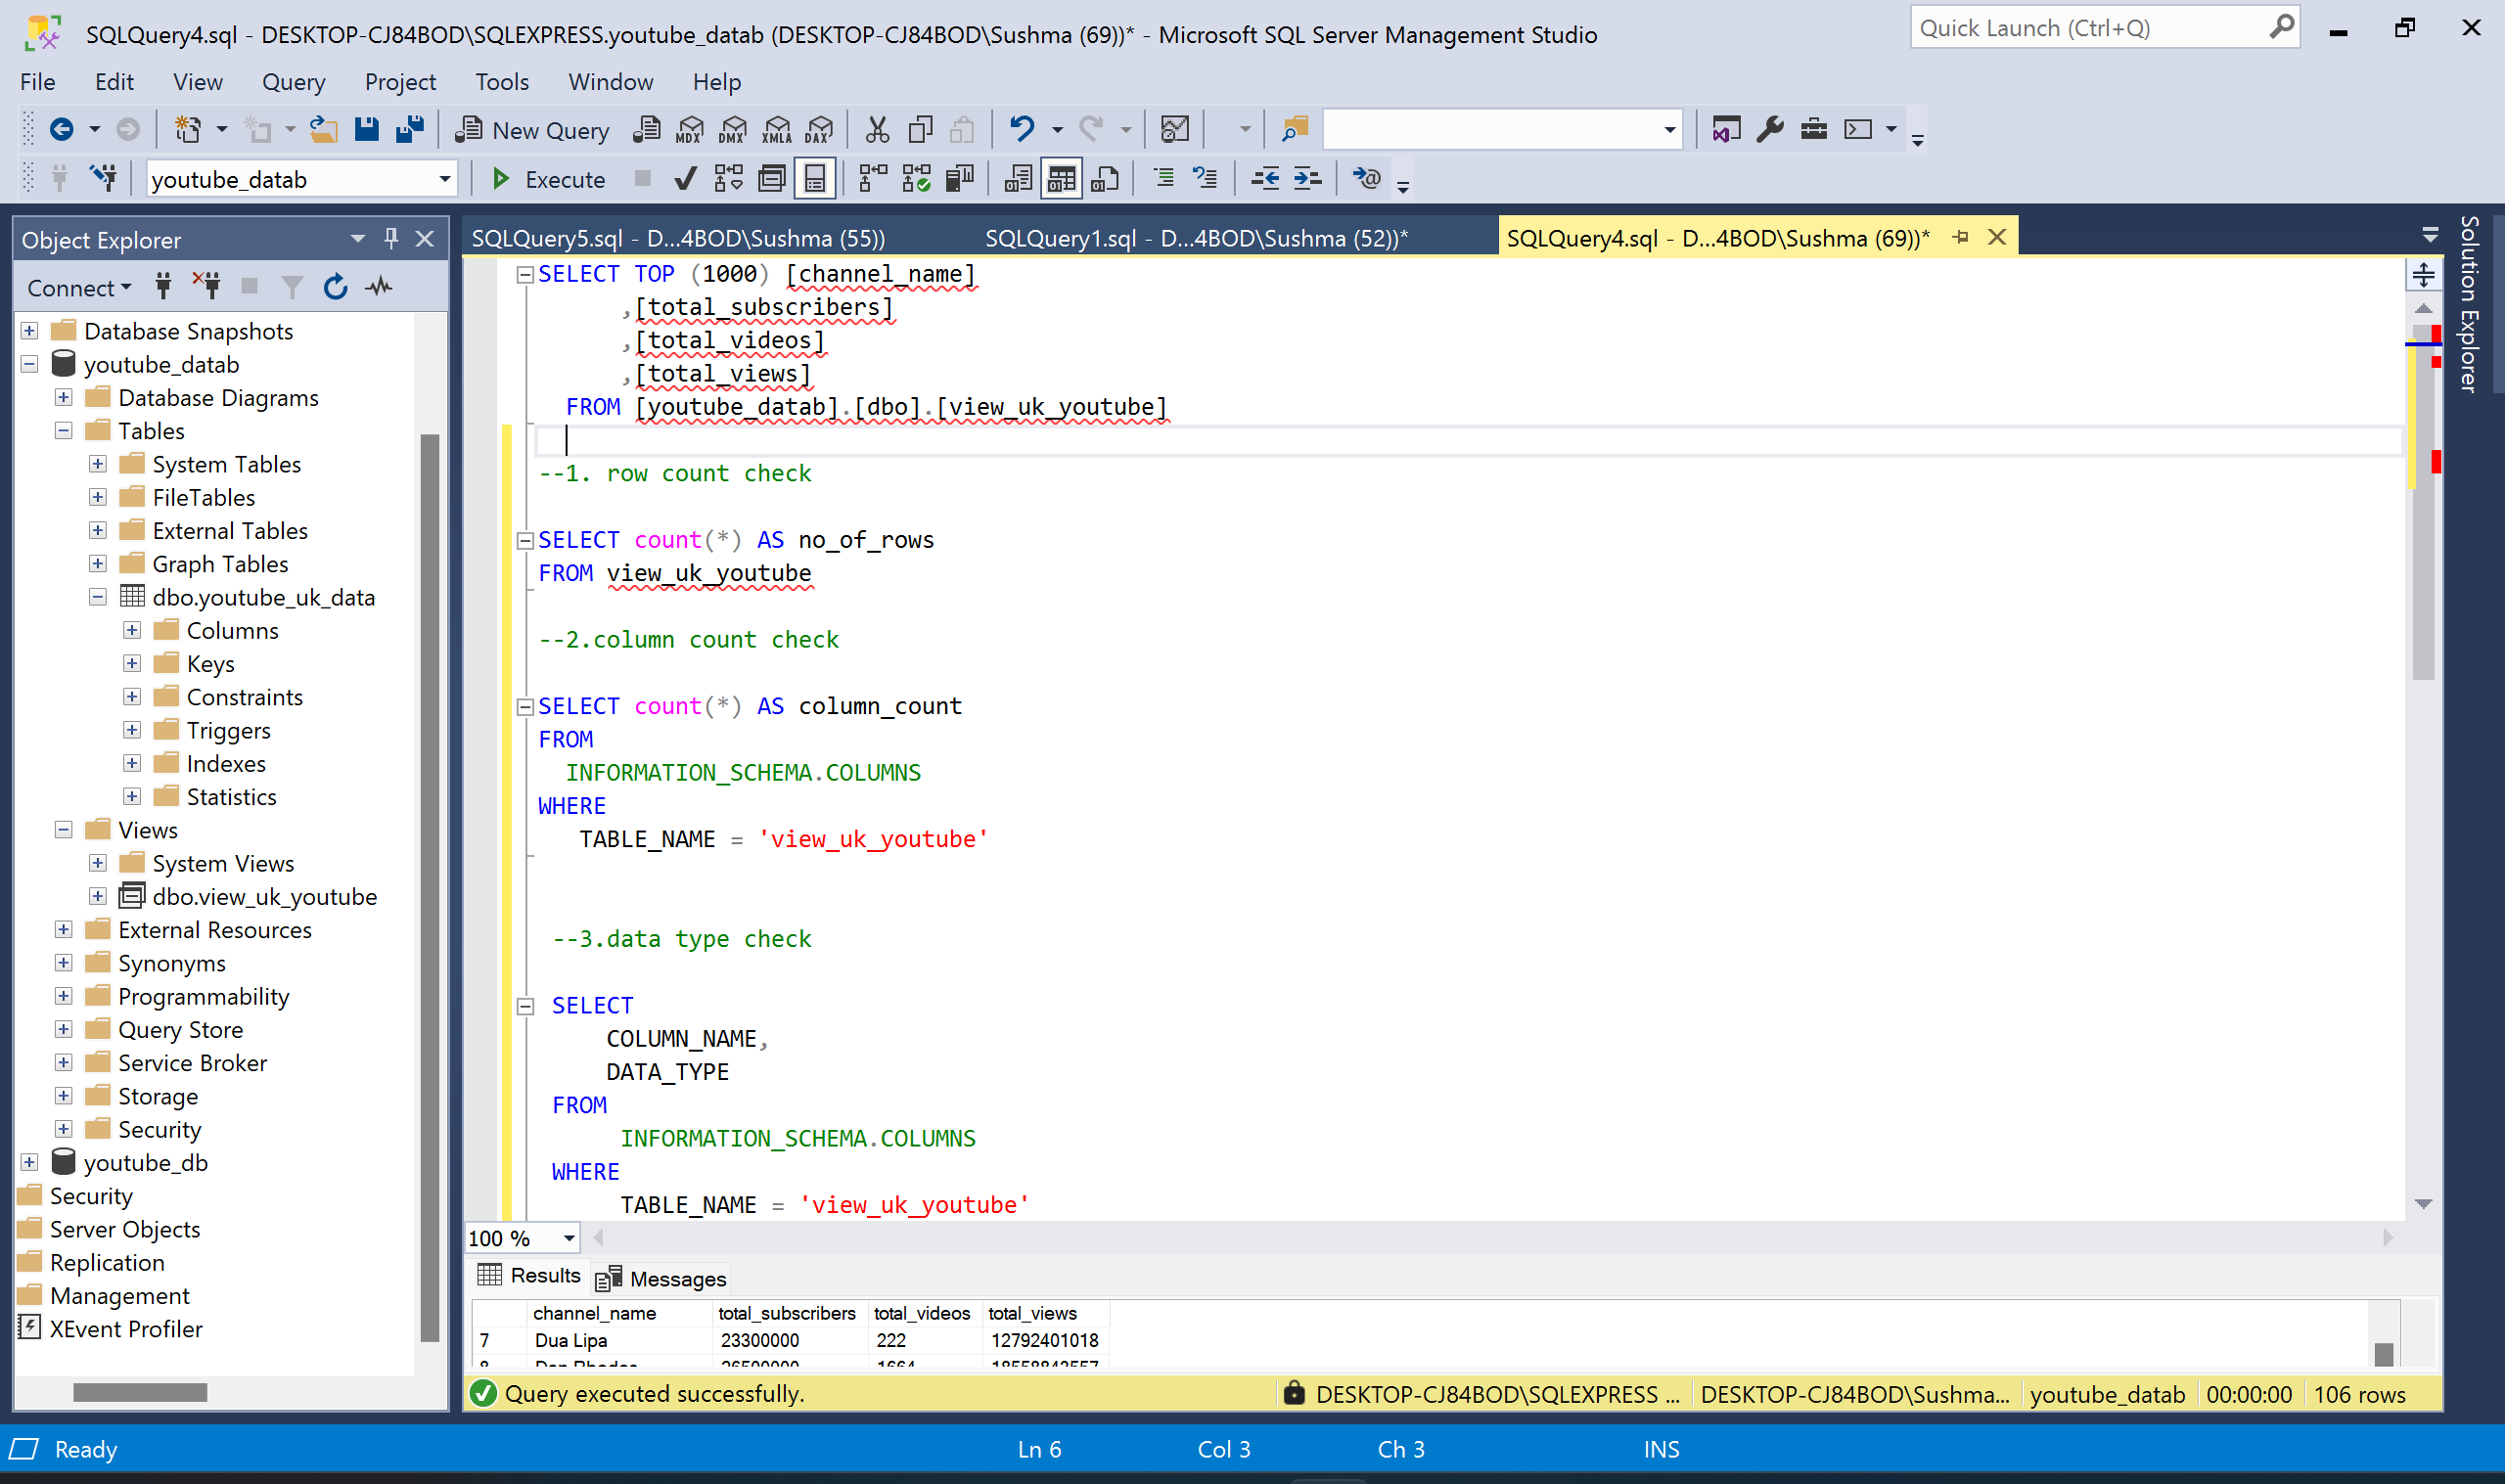 SQLQuery4.sql - DESKTOP-CJ84BOD\SQLEXPRESS.youtube_datab (DESKTOP-CJ84BOD\Sushma (69))* - Microsoft SQL Server Management Studio
Quick Launch (Ctrl+Q)
File Edit View Query Project Tools Window Help
New Query MDX DMX XMLA DAX
youtube_datab Execute
Object Explorer
Connect
Database Snapshots
youtube_datab
Database Diagrams
Tables
System Tables
FileTables
External Tables
Graph Tables
dbo.youtube_uk_data
Columns
Keys
Constraints
Triggers
Indexes
Statistics
Views
System Views
dbo.view_uk_youtube
External Resources
Synonyms
Programmability
Query Store
Service Broker
Storage
Security
youtube_db
Security
Server Objects
Replication
Management
XEvent Profiler
SQLQuery5.sql - D...4BOD\Sushma (55)) SQLQuery1.sql - D...4BOD\Sushma (52))* SQLQuery4.sql - D...4BOD\Sushma (69))*
SELECT TOP (1000) [channel_name]
,[total_subscribers]
,[total_videos]
,[total_views]
FROM [youtube_datab].[dbo].[view_uk_youtube]
--1. row count check
SELECT count(*) AS no_of_rows
FROM view_uk_youtube
--2.column count check
SELECT count(*) AS column_count
FROM
INFORMATION_SCHEMA.COLUMNS
WHERE
TABLE_NAME = 'view_uk_youtube'
--3.data type check
SELECT
COLUMN_NAME,
DATA_TYPE
FROM
INFORMATION_SCHEMA.COLUMNS
WHERE
TABLE_NAME = 'view_uk_youtube'
100 %
Results Messages
channel_name total_subscribers total_videos total_views
7 Dua Lipa 23300000 222 12792401018
8 Dan Rhodes 26500000 1664 18558843557
Query executed successfully. DESKTOP-CJ84BOD\SQLEXPRESS ... DESKTOP-CJ84BOD\Sushma... youtube_datab 00:00:00 106 rows
Solution Explorer
Ready Ln 6 Col 3 Ch 3 INS